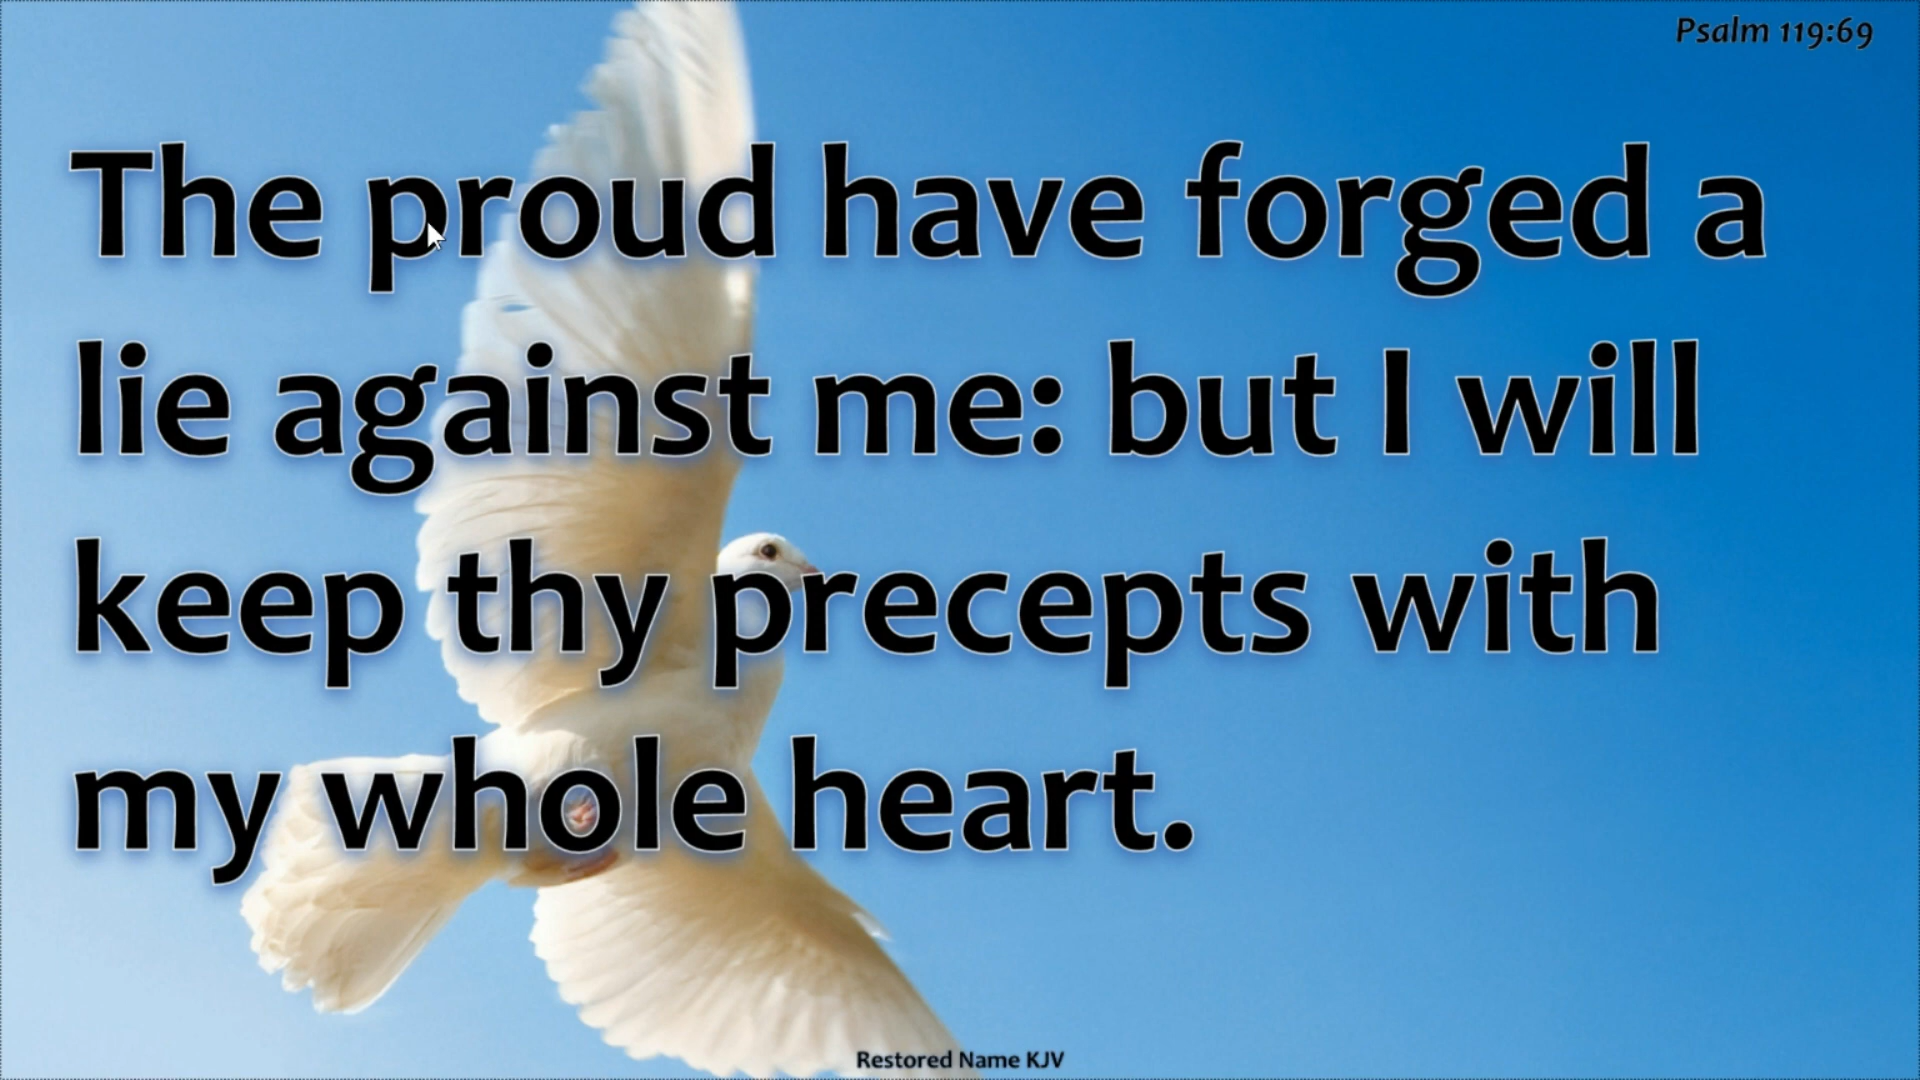 Psalm 119:69
The proud have forged a
lie against me: but I will
keep thy precepts with
my whole heart.
Restored Name KJV